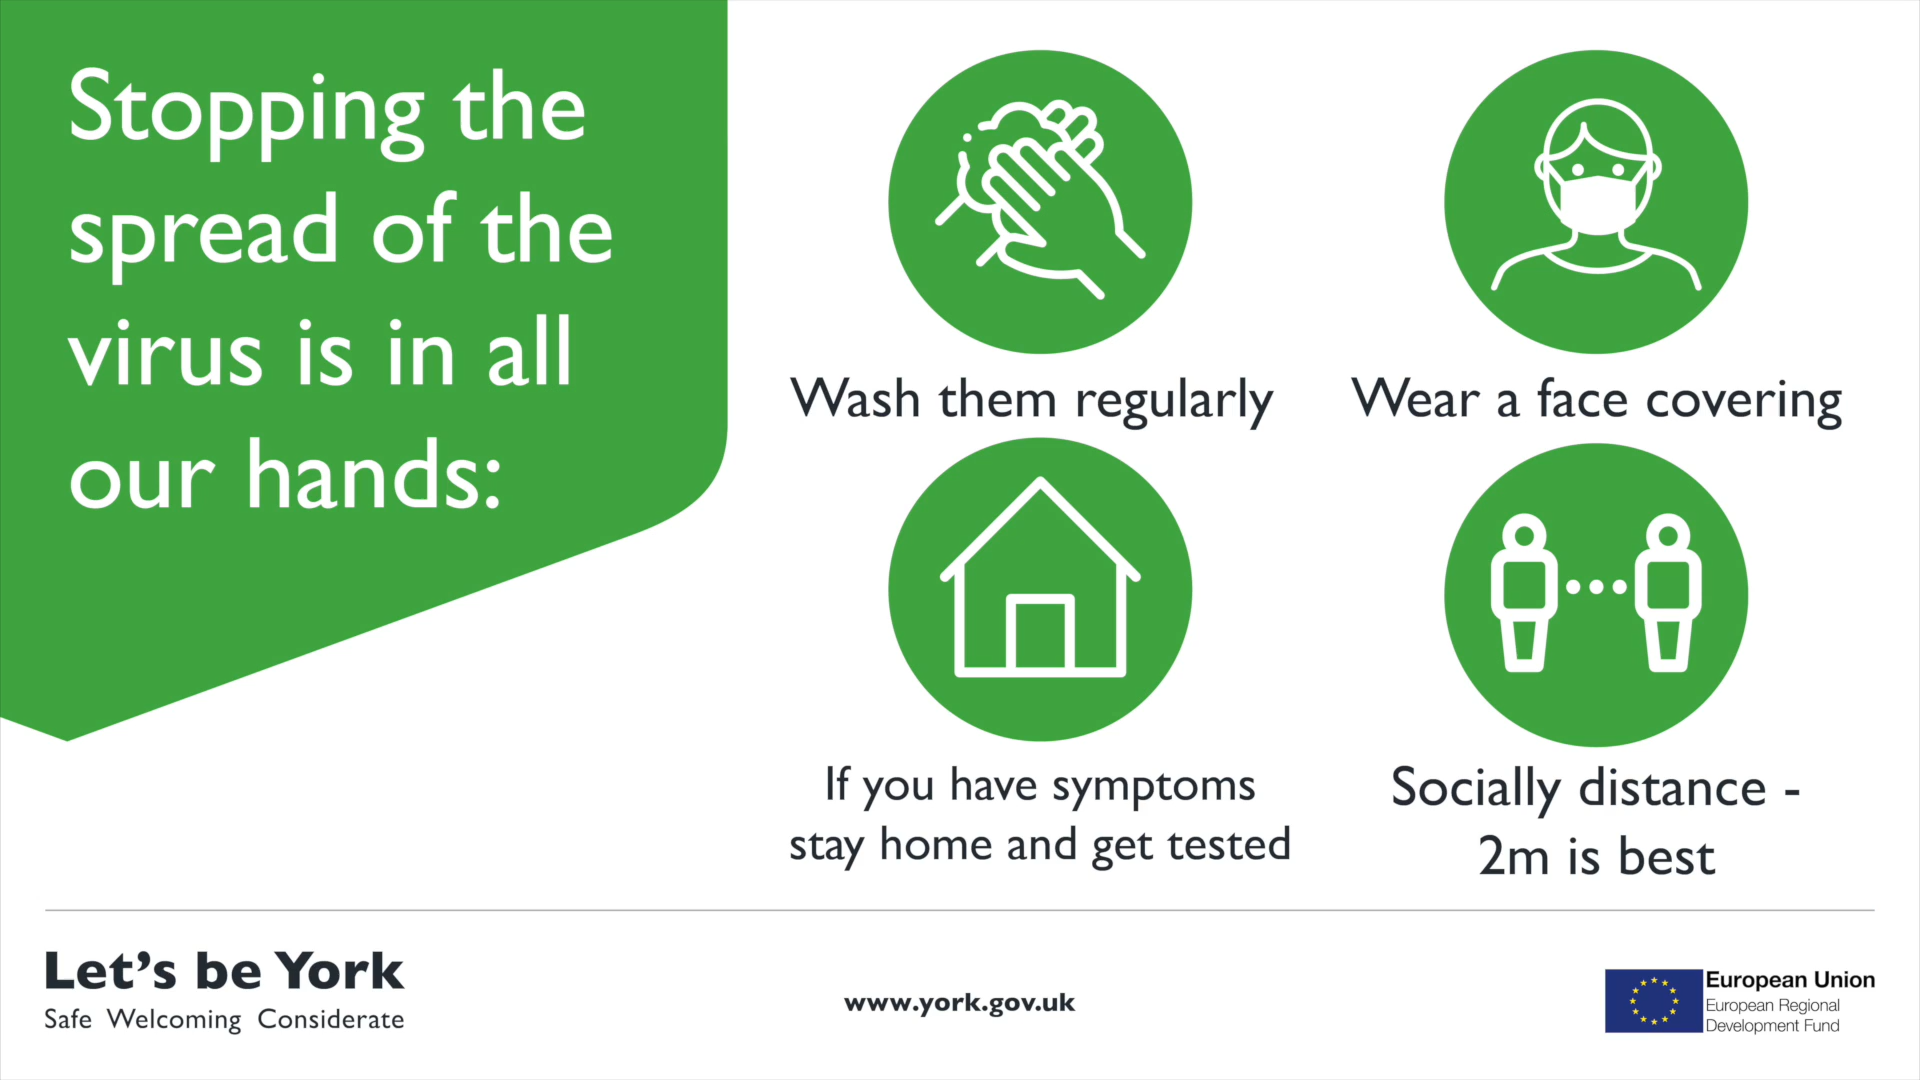 Stopping the
spread of the
virus is in all
our hands:
Wash them regularly
Wear a face covering
If you have symptoms
stay home and get tested
Socially distance -
2m is best
Let's be York
Safe Welcoming Considerate
www.york.gov.uk
European Union
European Regional
Development Fund